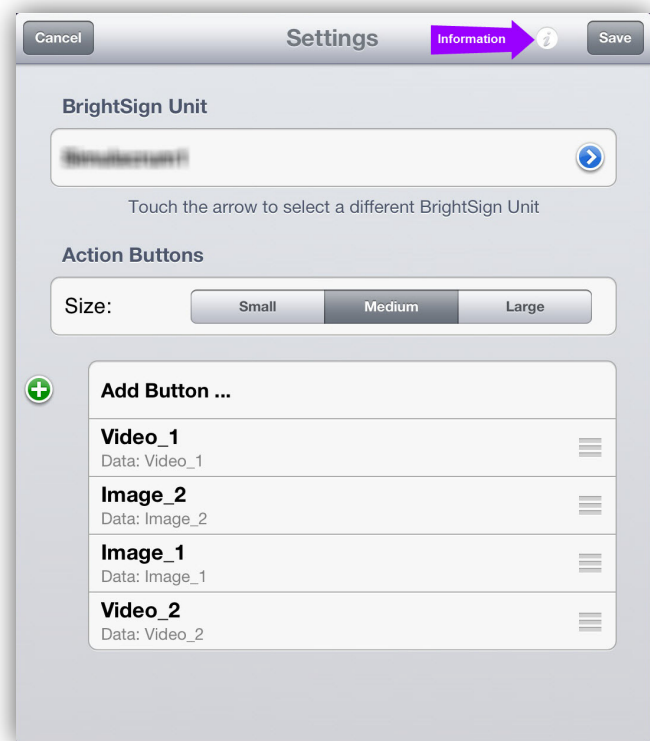 Cancel
Settings
Information
i
Save
BrightSign Unit
Touch the arrow to select a different BrightSign Unit
Action Buttons
Size:
Small
Medium
Large
Add Button ...
Video_1
Data: Video_1
Image_2
Data: Image_2
Image_1
Data: Image_1
Video_2
Data: Video_2